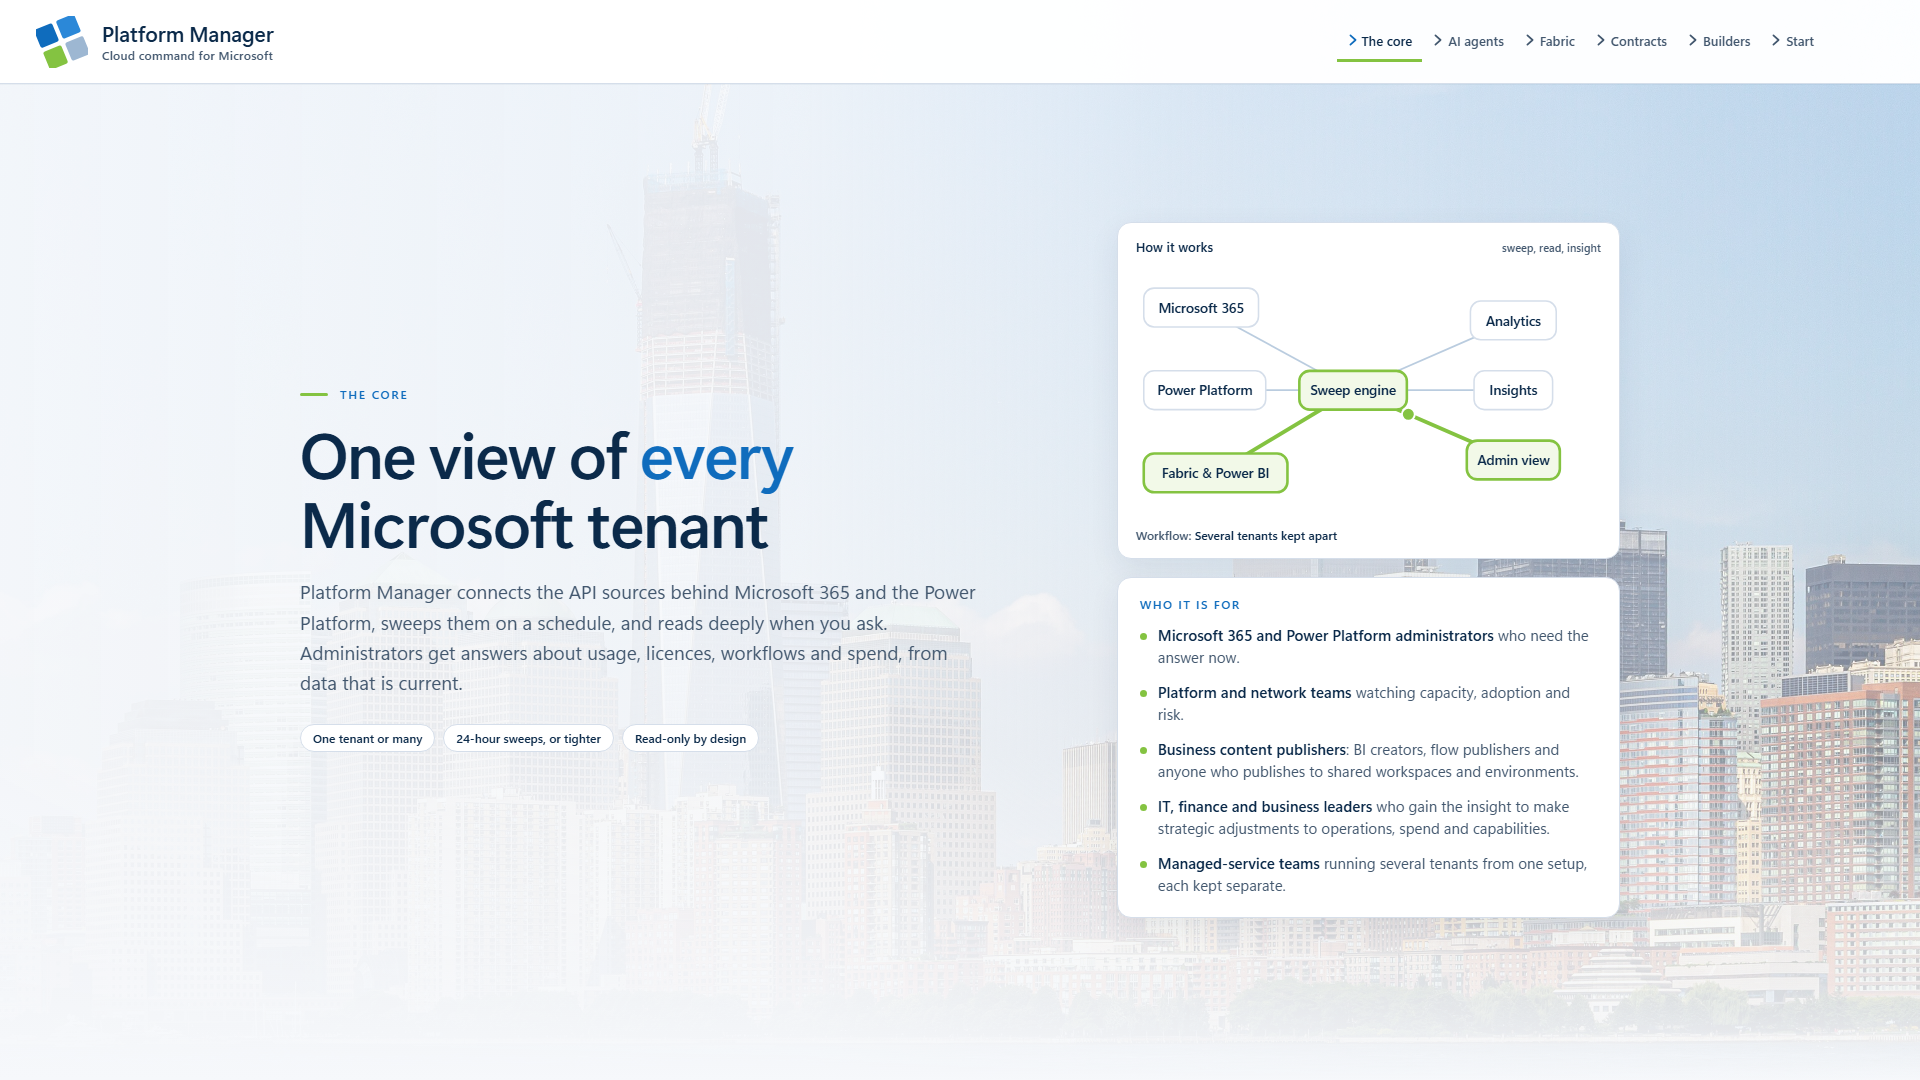 Platform Manager
Cloud command for Microsoft
The core
AI agents
Fabric
Contracts
Builders
Start
THE CORE
One view of every
Microsoft tenant
Platform Manager connects the API sources behind Microsoft 365 and the Power
Platform, sweeps them on a schedule, and reads deeply when you ask.
Administrators get answers about usage, licences, workflows and spend, from
data that is current.
One tenant or many
24-hour sweeps, or tighter
Read-only by design
How it works
sweep, read, insight
Microsoft 365
Analytics
Power Platform
Sweep engine
Insights
Fabric & Power BI
Admin view
Workflow: Several tenants kept apart
WHO IT IS FOR
Microsoft 365 and Power Platform administrators who need the
answer now.
Platform and network teams watching capacity, adoption and
risk.
Business content publishers: BI creators, flow publishers and
anyone who publishes to shared workspaces and environments.
IT, finance and business leaders who gain the insight to make
strategic adjustments to operations, spend and capabilities.
Managed-service teams running several tenants from one setup,
each kept separate.